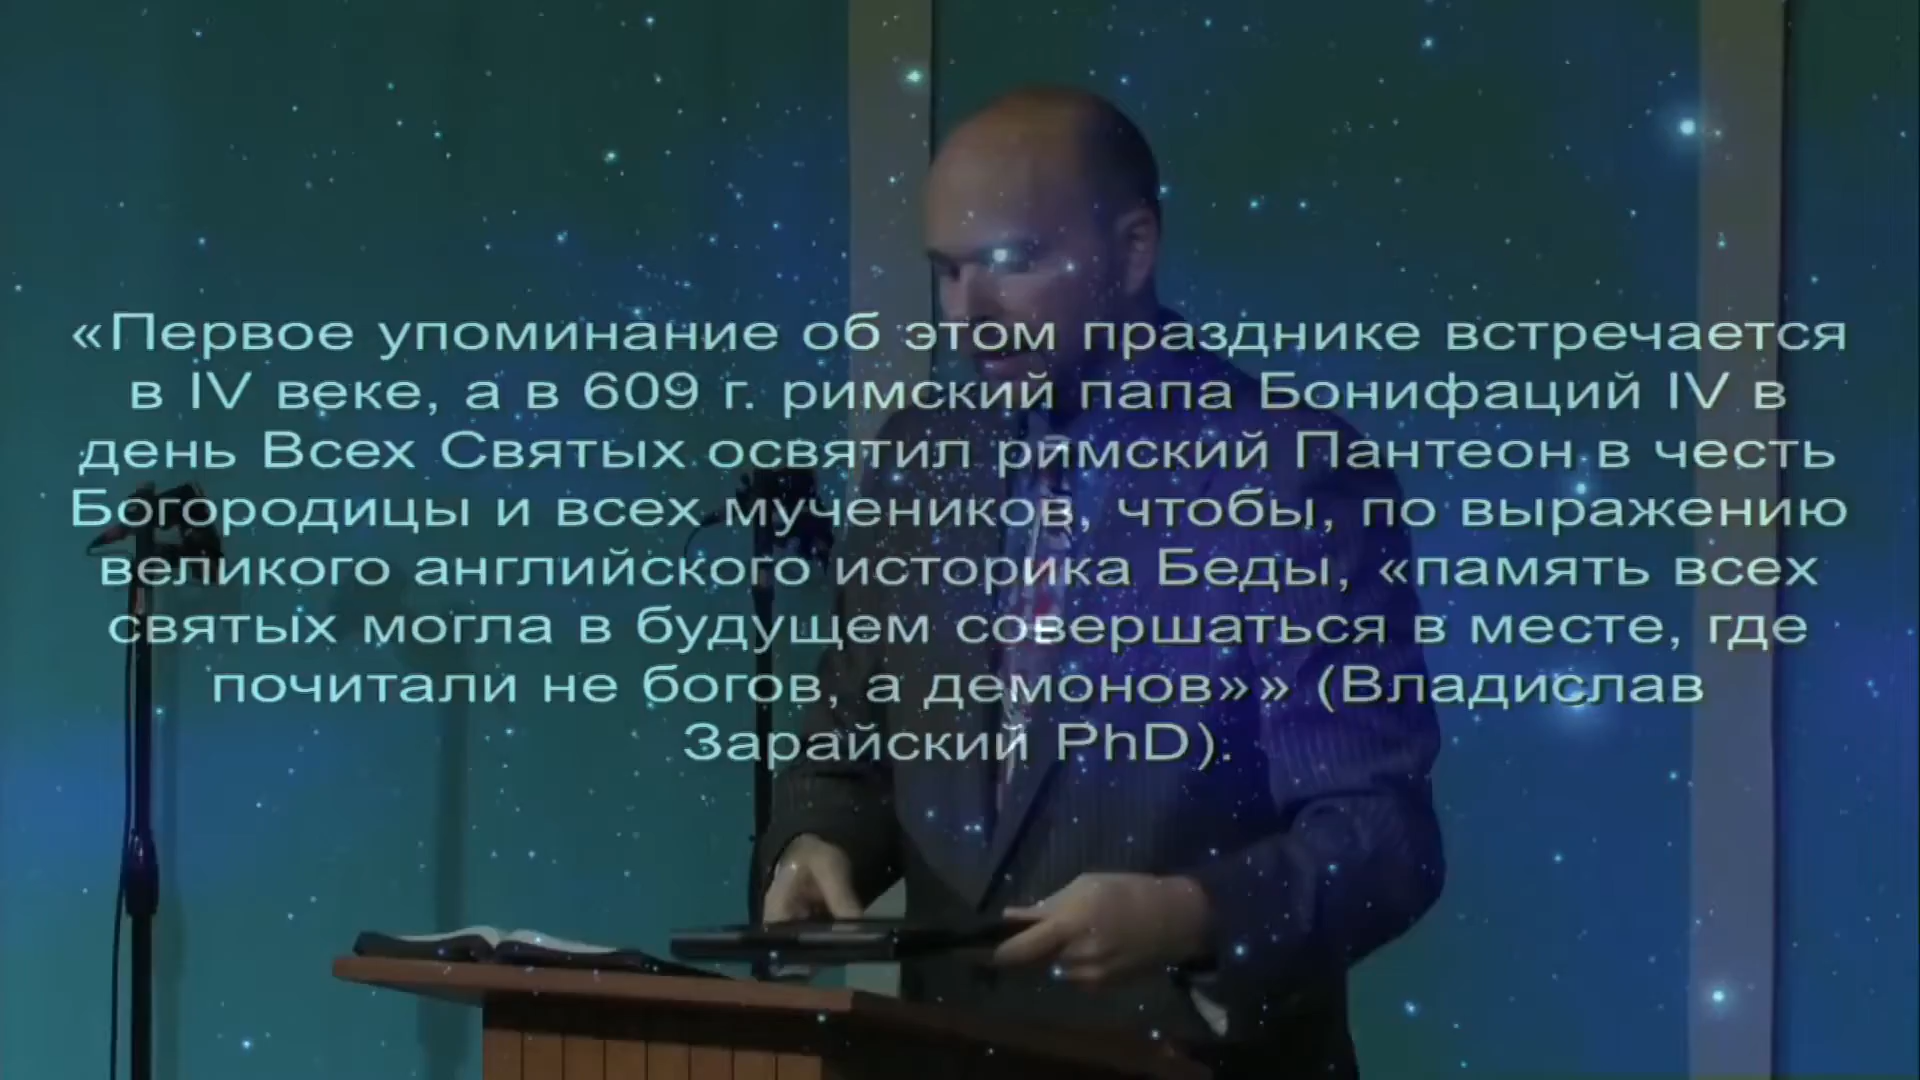 «Первое упоминание об этом празднике встречается
в IV веке, а в 609 г. римский папа Бонифаций IV в
день Всех Святых освятил римский Пантеон в честь
Богородицы и всех мучеников, чтобы, по выражению
великого английского историка Беды, «память всех
святых могла в будущем совершаться в месте, где
почитали не богов, а демонов»» (Владислав
Зарайский PhD).